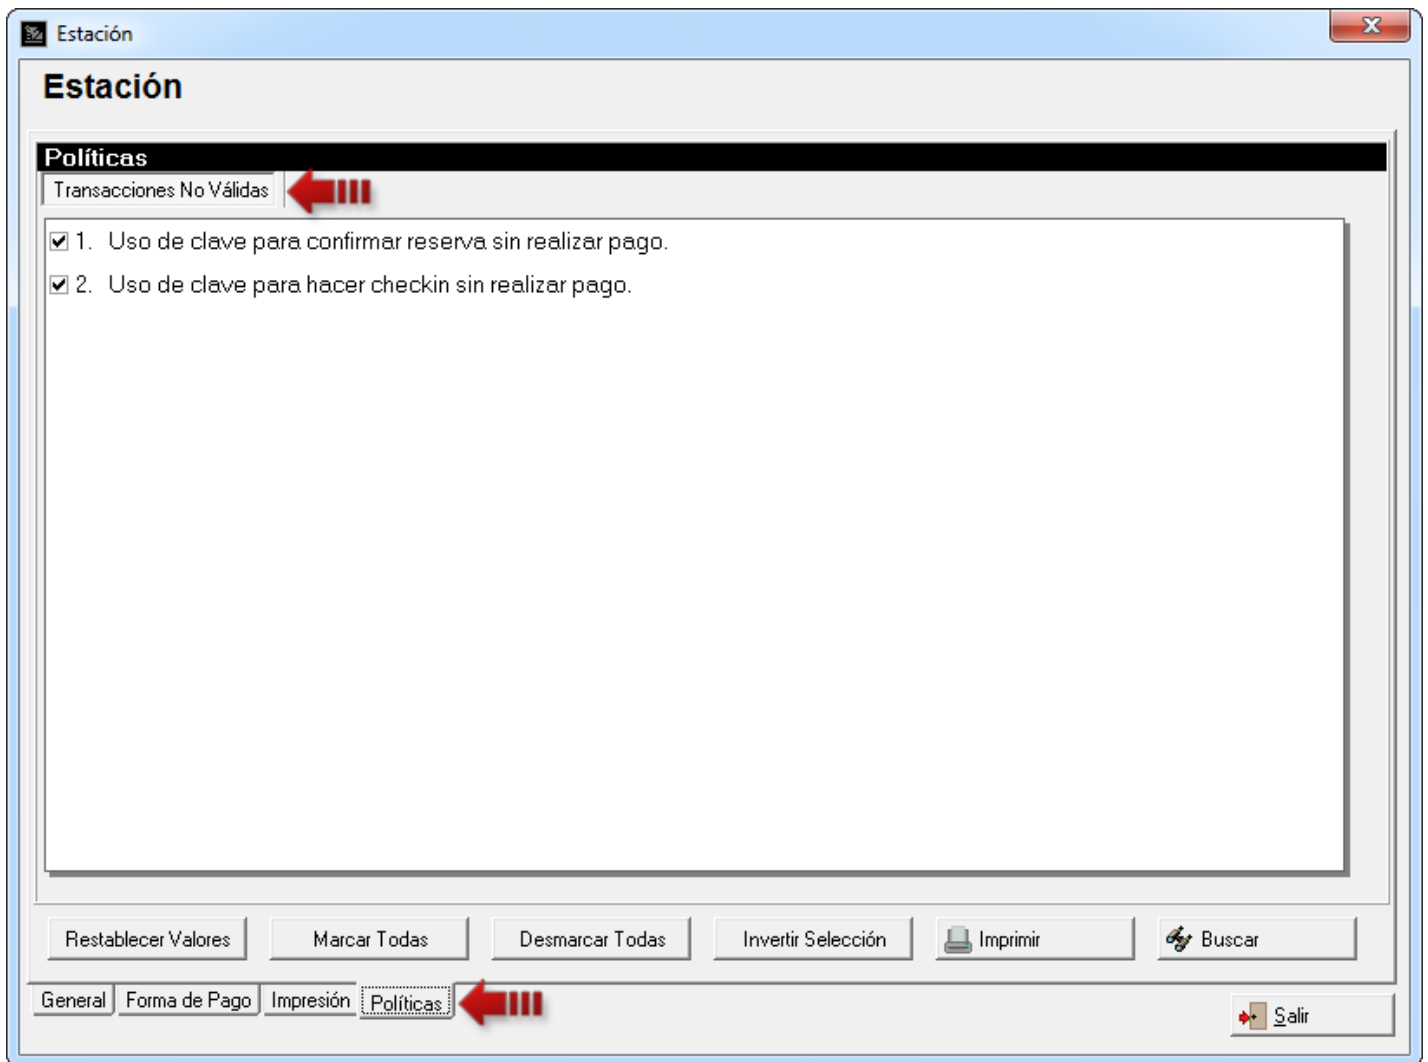 Estación
Estación
Políticas
Transacciones No Válidas
1. Uso de clave para confirmar reserva sin realizar pago.
2. Uso de clave para hacer checkin sin realizar pago.
Restablecer Valores Marcar Todas Desmarcar Todas Invertir Selección Imprimir Buscar
General Forma de Pago Impresión Políticas
Salir